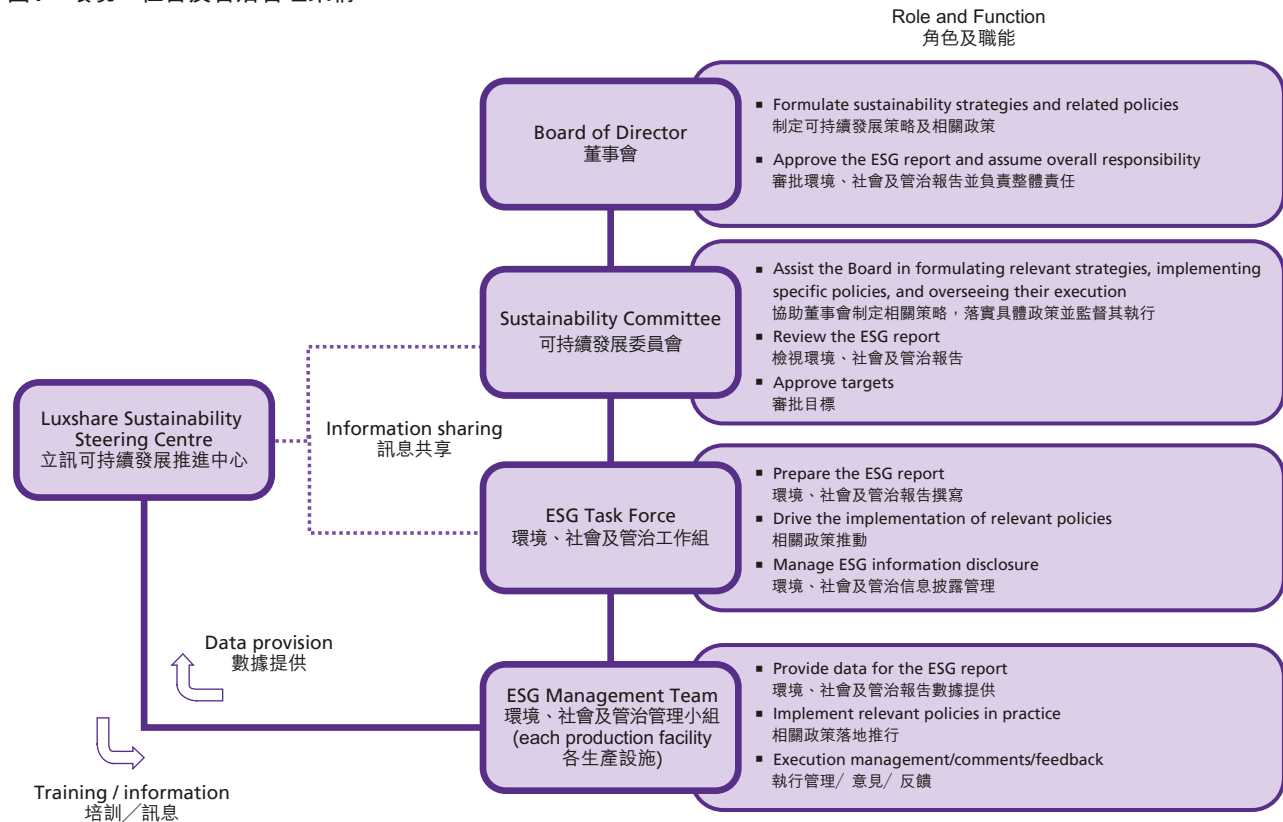 Role and Function
角色及職能
Board of Director
董事會
▪ Formulate sustainability strategies and related policies
制定可持續發展策略及相關政策
▪ Approve the ESG report and assume overall responsibility
審批環境、社會及管治報告並負責整體責任
Sustainability Committee
可持續發展委員會
▪ Assist the Board in formulating relevant strategies, implementing
specific policies, and overseeing their execution
協助董事會制定相關策略，落實具體政策並監督其執行
▪ Review the ESG report
檢視環境、社會及管治報告
▪ Approve targets
審批目標
Luxshare Sustainability
Steering Centre
立訊可持續發展推進中心
Information sharing
訊息共享
ESG Task Force
環境、社會及管治工作組
▪ Prepare the ESG report
環境、社會及管治報告撰寫
▪ Drive the implementation of relevant policies
相關政策推動
▪ Manage ESG information disclosure
環境、社會及管治信息披露管理
Data provision
數據提供
Training / information
培訓／訊息
ESG Management Team
環境、社會及管治管理小組
(each production facility
各生產設施)
▪ Provide data for the ESG report
環境、社會及管治報告數據提供
▪ Implement relevant policies in practice
相關政策落地推行
▪ Execution management/comments/feedback
執行管理/ 意見/ 反饋